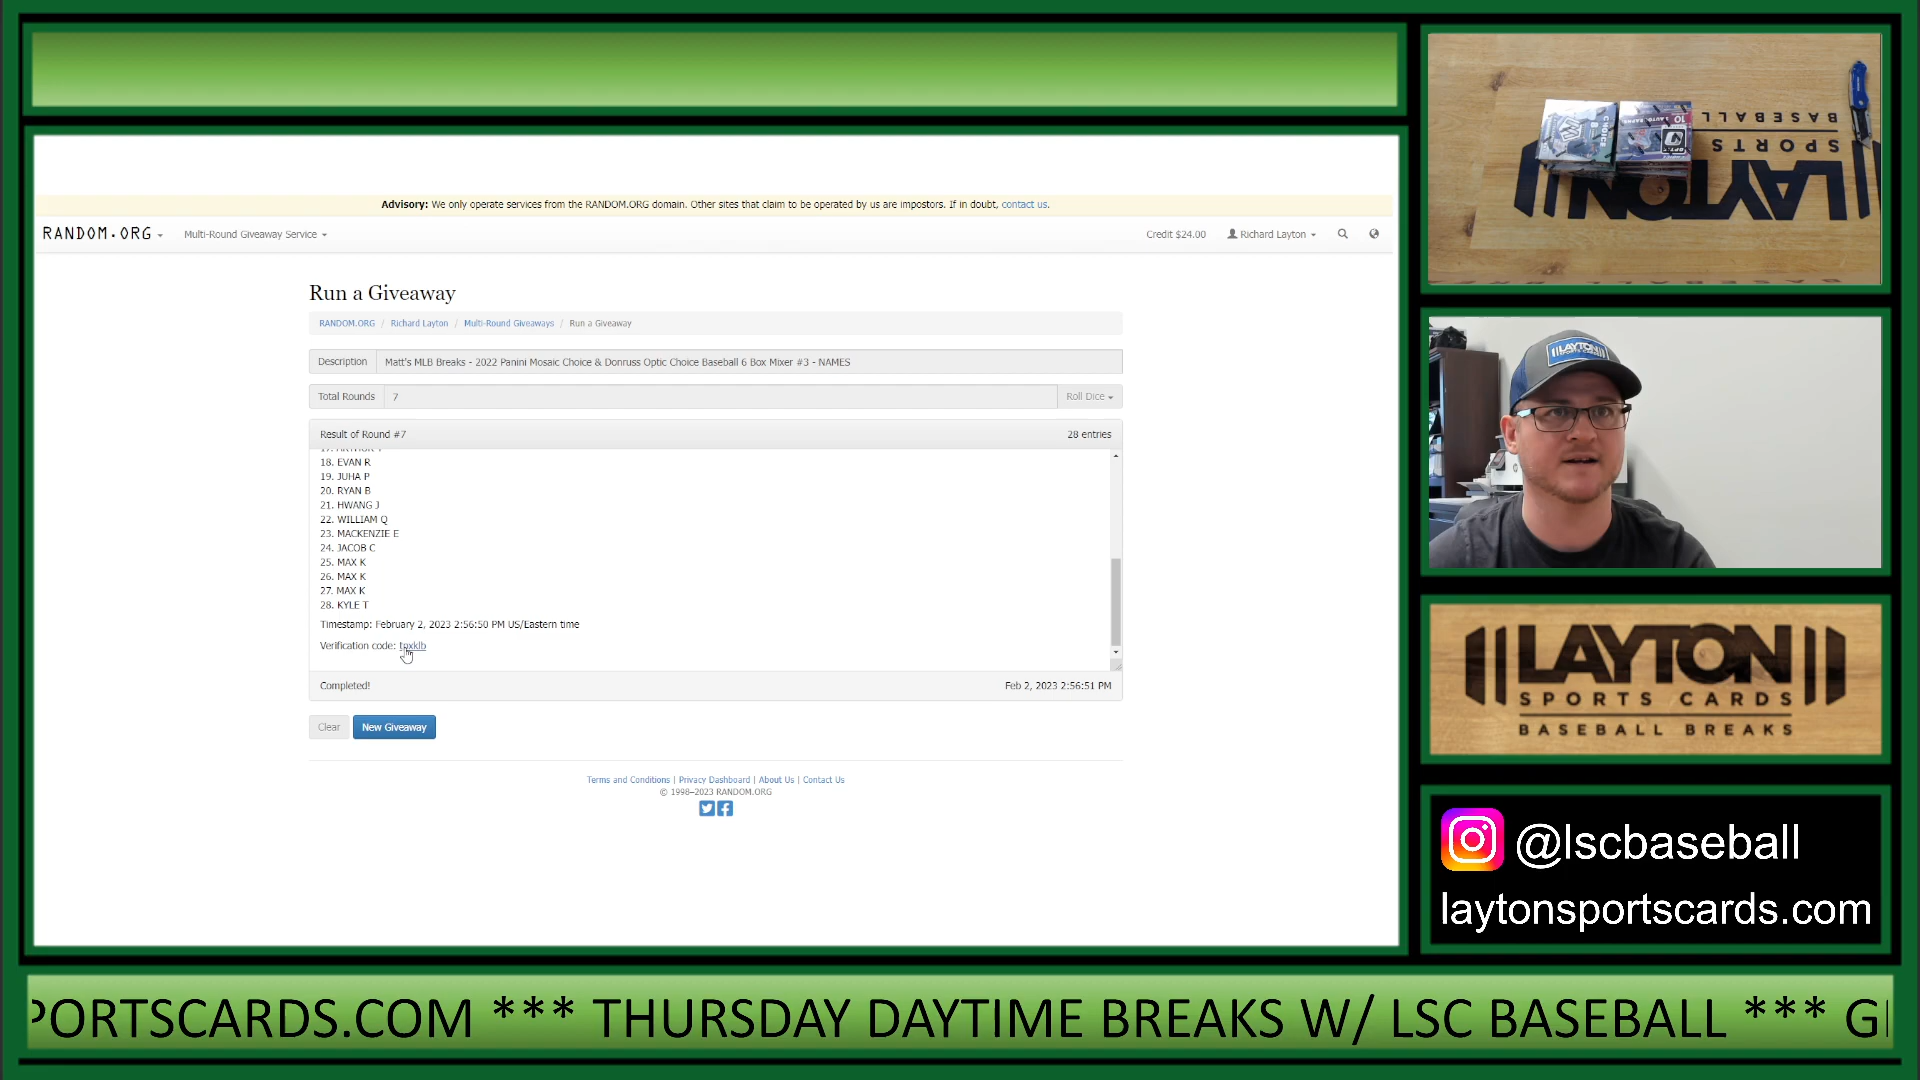 Advisory: We only operate services from the RANDOM.ORG domain. Other sites that claim to be operated by us are impostors. If in doubt, contact us.
RANDOM.ORG
Multi-Round Giveaway Service
Credit $24.00
Richard Layton
Run a Giveaway
RANDOM.ORG / Richard Layton / Multi-Round Giveaways / Run a Giveaway
Description Matt's MLB Breaks - 2022 Panini Mosaic Choice & Donruss Optic Choice Baseball 6 Box Mixer #3 - NAMES
Total Rounds 7 Roll Dice
Result of Round #7 28 entries
18. EVAN R
19. JUHA P
20. RYAN B
21. HWANG J
22. WILLIAM Q
23. MACKENZIE E
24. JACOB C
25. MAX K
26. MAX K
27. MAX K
28. KYLE T
Timestamp: February 2, 2023 2:56:50 PM US/Eastern time
Verification code:
Completed! Feb 2, 2023 2:56:51 PM
Clear New Giveaway
Terms and Conditions | Privacy Dashboard | About Us | Contact Us
© 1998–2023 RANDOM.ORG
CHOICE
LAYTON
SPORTS
BASEBALL
LAYTON
LAYTON
SPORTS CARDS
BASEBALL BREAKS
@lscbaseball
laytonsportscards.com
PORTSCARDS.COM *** THURSDAY DAYTIME BREAKS W/ LSC BASEBALL *** G